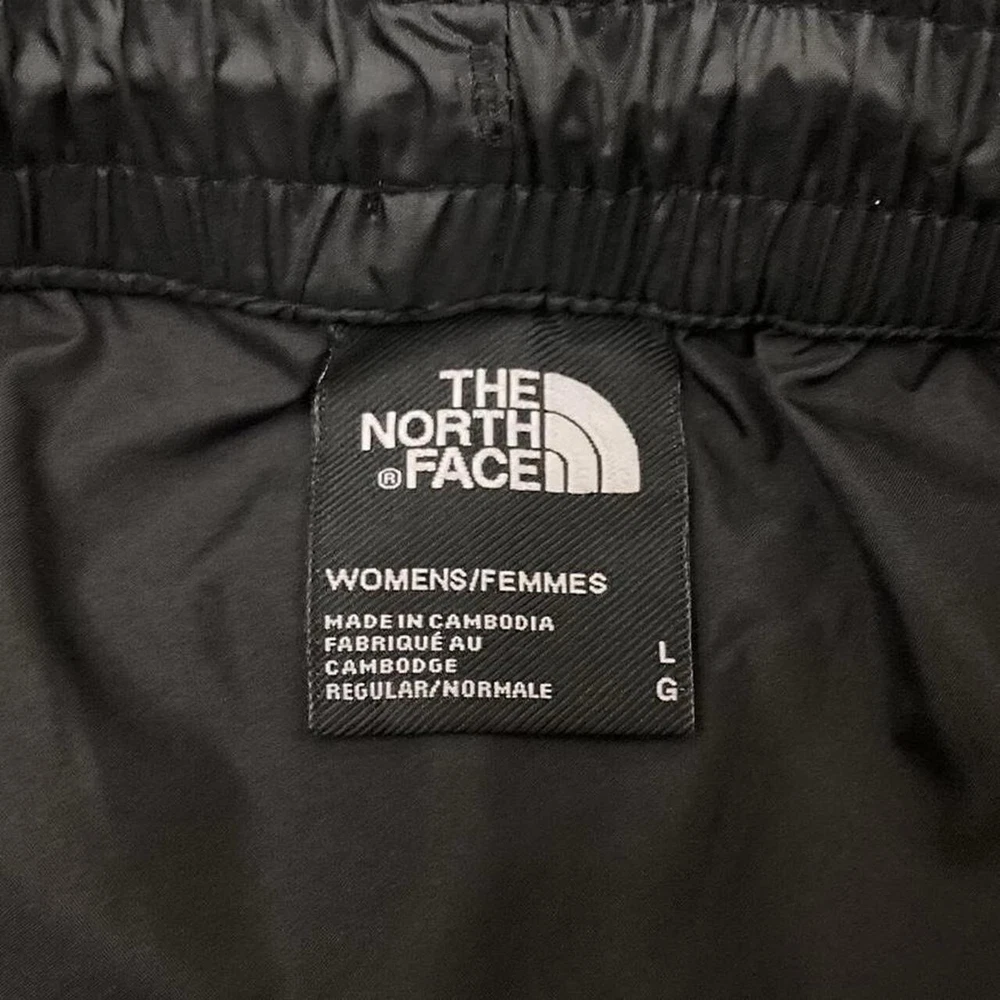 THE
NORTH
®FACE
WOMENS/FEMMES
MADE IN CAMBODIA
FABRIQUÉ AU
CAMBODGE
REGULAR/NORMALE
L
G